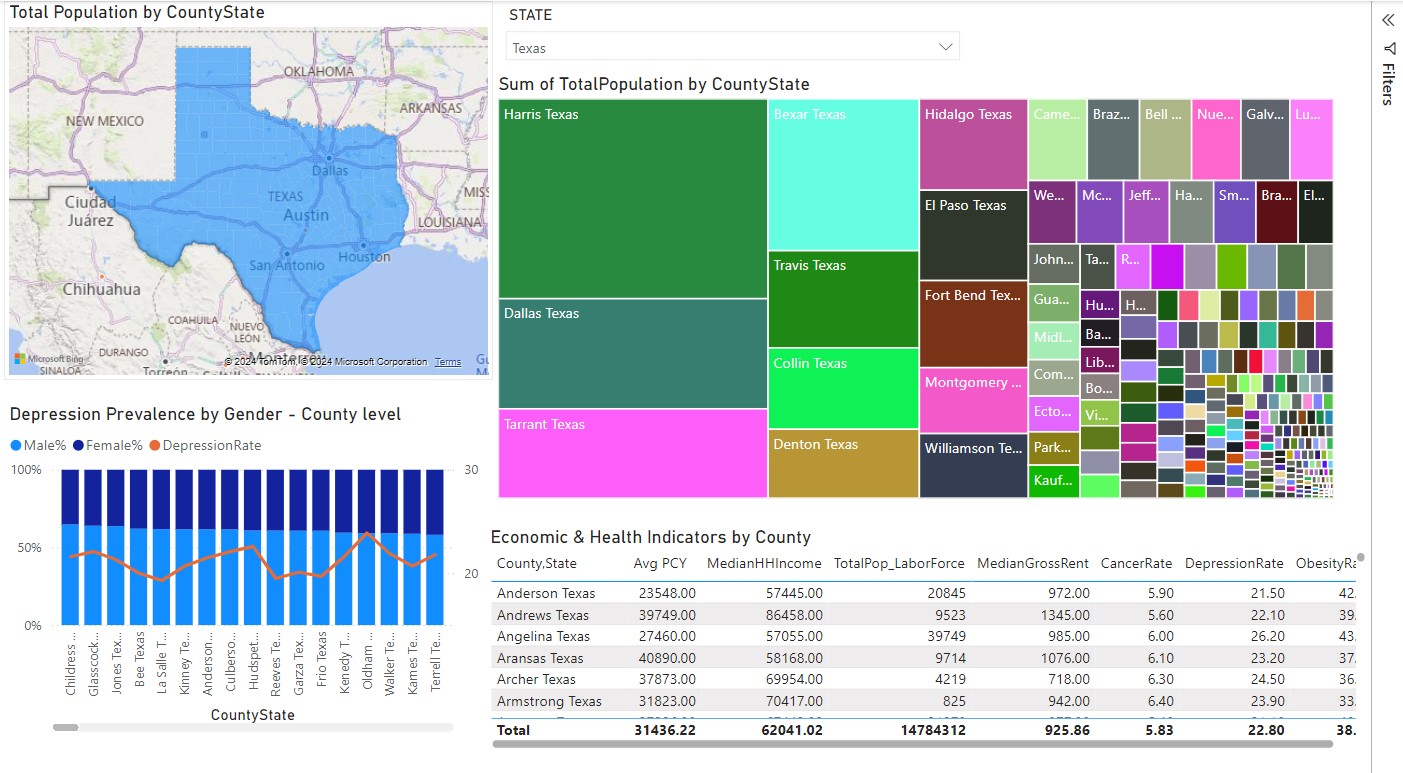 Total Population by CountyState
OKLAHOMA
ARKANSAS
NEW MEXICO
Dallas
MISS
Ciudad
Juárez
TEXAS
Austin
LOUISIANA
San Antonio
Houston
Chihuahua
COAHUILA
NUEVO
LEÓN
Monterrey
DURANGO
Torreón
SINALOA
Microsoft Bing
© 2024 TomTom, © 2024 Microsoft Corporation Terms
STATE
Texas
Filters
Sum of TotalPopulation by CountyState
Harris Texas
Dallas Texas
Tarrant Texas
Bexar Texas
Travis Texas
Collin Texas
Denton Texas
Hidalgo Texas
El Paso Texas
Fort Bend Tex...
Montgomery ...
Williamson Te...
Came... Braz... Bell ... Nue... Galv... Lu...
We... Mc... Jeff... Ha... Sm... Bra... El...
John... Ta... R...
Gua... Hu... H...
Midl... Ba...
Com... Lib...
Bo...
Ecto... Vi...
Park...
Kauf...
Depression Prevalence by Gender - County level
Male% Female% DepressionRate
100%
50%
0%
30
20
Childress ...
Glasscock...
Jones Tex...
Bee Texas
La Salle T...
Kinney Te...
Anderson...
Culberso...
Hudspet...
Reeves Te...
Garza Tex...
Frio Texas
Kenedy T...
Oldham ...
Walker Te...
Karnes Te...
Terrell Te...
CountyState
Economic & Health Indicators by County
County,State Avg PCY MedianHHIncome TotalPop_LaborForce MedianGrossRent CancerRate DepressionRate ObesityRa
Anderson Texas 23548.00 57445.00 20845 972.00 5.90 21.50 42.
Andrews Texas 39749.00 86458.00 9523 1345.00 5.60 22.10 39.
Angelina Texas 27460.00 57055.00 39749 985.00 6.00 26.20 43.
Aransas Texas 40890.00 58168.00 9714 1076.00 6.10 23.20 37.
Archer Texas 37873.00 69954.00 4219 718.00 6.30 24.50 36.
Armstrong Texas 31823.00 70417.00 825 942.00 6.40 23.90 33.
Total 31436.22 62041.02 14784312 925.86 5.83 22.80 38.